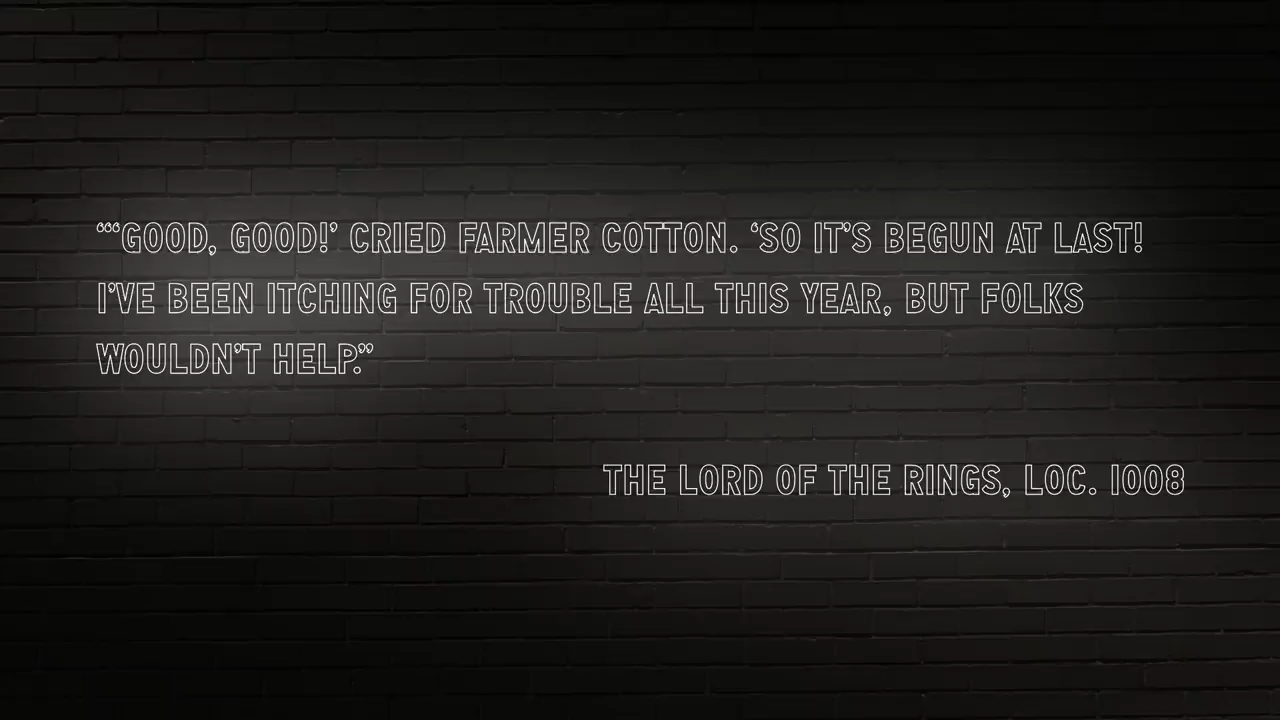 “‘GOOD, GOOD!’ CRIED FARMER COTTON. ‘SO IT’S BEGUN AT LAST!
I’VE BEEN ITCHING FOR TROUBLE ALL THIS YEAR, BUT FOLKS
WOULDN’T HELP.”
THE LORD OF THE RINGS, LOC. 1008